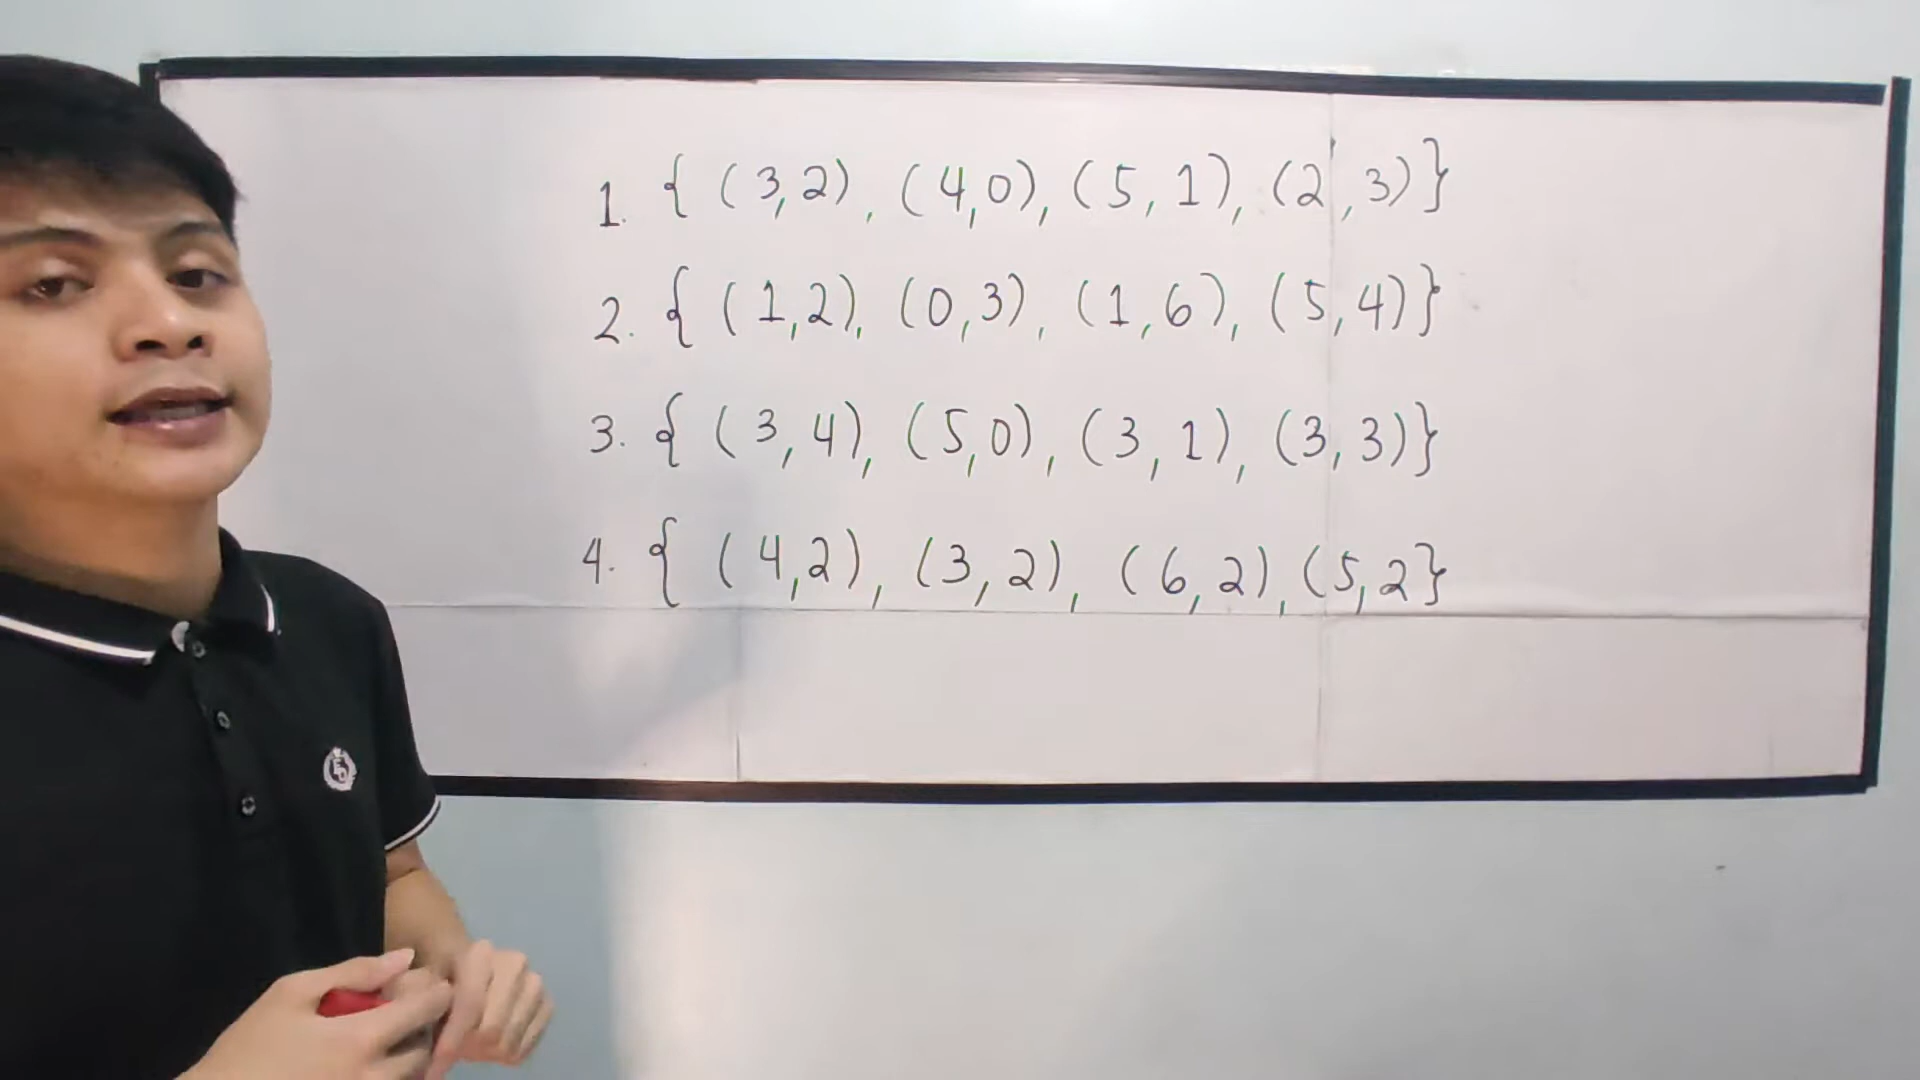 1. { (3,2), (4,0), (5,1), (2,3)}
2. { (1,2), (0,3), (1,6), (5,4)}
3. { (3,4), (5,0), (3,1), (3,3)}
4. { (4,2), (3,2), (6,2), (5,2}